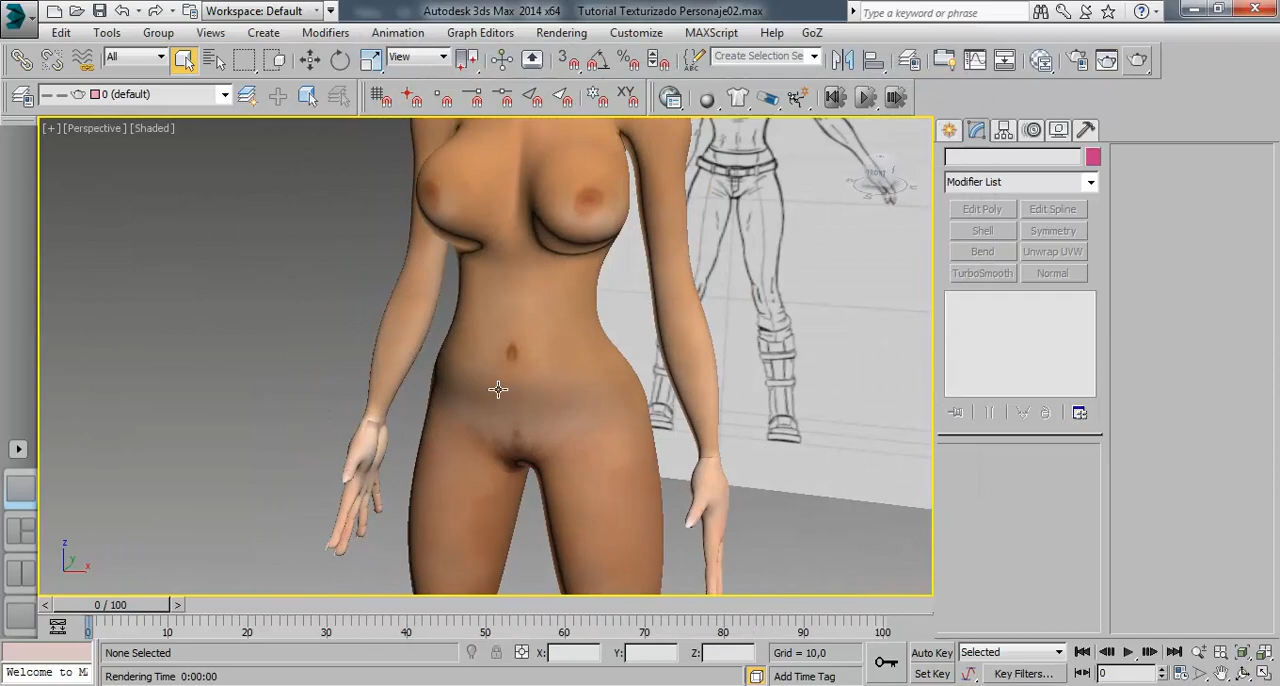 Workspace: Default
Autodesk 3ds Max 2014 x64
Tutorial Texturizado Personaje02.max
Type a keyword or phrase
Edit Tools Group Views Create Modifiers Animation Graph Editors Rendering Customize MAXScript Help GoZ
All
View
3
Create Selection Se
0 (default)
XY
[+] [Perspective] [Shaded]
FRONT
Modifier List
Edit Poly Edit Spline
Shell Symmetry
Bend Unwrap UVW
TurboSmooth Normal
z
y
x
< 0 / 100 >
0 10 20 30 40 50 60 70 80 90 100
None Selected
X: Y: Z:
Grid = 10,0
Auto Key
Selected
Welcome to M
Rendering Time 0:00:00
Add Time Tag
Set Key
Key Filters...
0